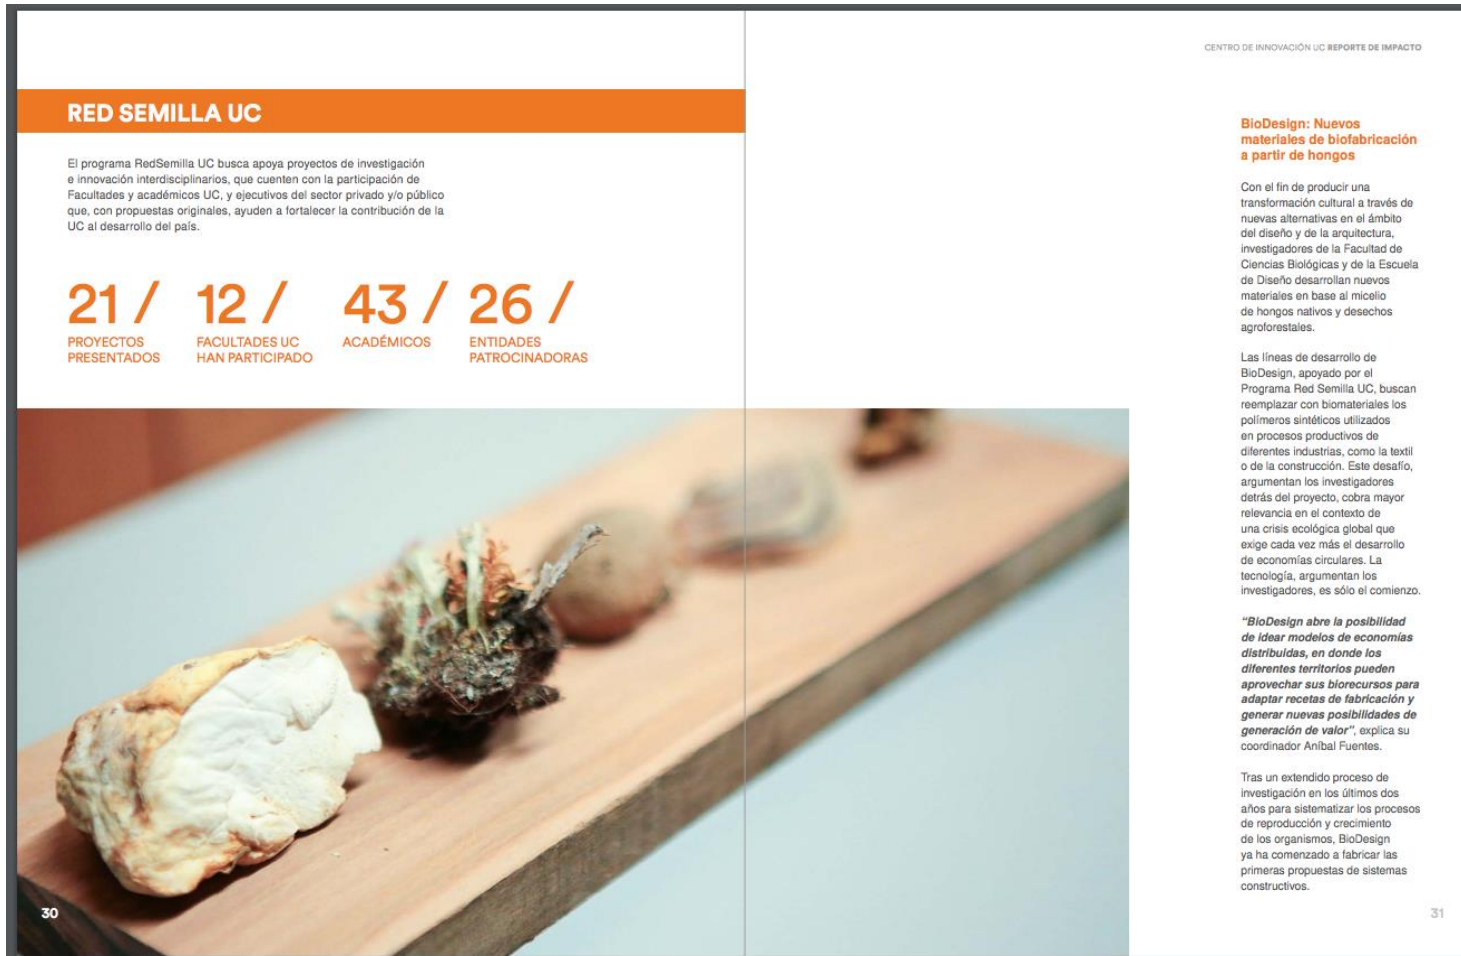 RED SEMILLA UC
El programa RedSemilla UC busca apoya proyectos de investigación
e innovación interdisciplinarios, que cuenten con la participación de
Facultades y académicos UC, y ejecutivos del sector privado y/o público
que, con propuestas originales, ayuden a fortalecer la contribución de la
UC al desarrollo del país.
21 / 12 / 43 / 26 /
PROYECTOS
PRESENTADOS
FACULTADES UC
HAN PARTICIPADO
ACADÉMICOS
ENTIDADES
PATROCINADORAS
30
CENTRO DE INNOVACIÓN UC REPORTE DE IMPACTO
BioDesign: Nuevos
materiales de biofabricación
a partir de hongos
Con el fin de producir una
transformación cultural a través de
nuevas alternativas en el ámbito
del diseño y de la arquitectura,
investigadores de la Facultad de
Ciencias Biológicas y de la Escuela
de Diseño desarrollan nuevos
materiales en base al micelio
de hongos nativos y desechos
agroforestales.
Las líneas de desarrollo de
BioDesign, apoyado por el
Programa Red Semilla UC, buscan
reemplazar con biomateriales los
polímeros sintéticos utilizados
en procesos productivos de
diferentes industrias, como la textil
o de la construcción. Este desafío,
argumentan los investigadores
detrás del proyecto, cobra mayor
relevancia en el contexto de
una crisis ecológica global que
exige cada vez más el desarrollo
de economías circulares. La
tecnología, argumentan los
investigadores, es sólo el comienzo.
"BioDesign abre la posibilidad
de idear modelos de economías
distribuidas, en donde los
diferentes territorios pueden
aprovechar sus biorecursos para
adaptar recetas de fabricación y
generar nuevas posibilidades de
generación de valor", explica su
coordinador Aníbal Fuentes.
Tras un extendido proceso de
investigación en los últimos dos
años para sistematizar los procesos
de reproducción y crecimiento
de los organismos, BioDesign
ya ha comenzado a fabricar las
primeras propuestas de sistemas
constructivos.
31